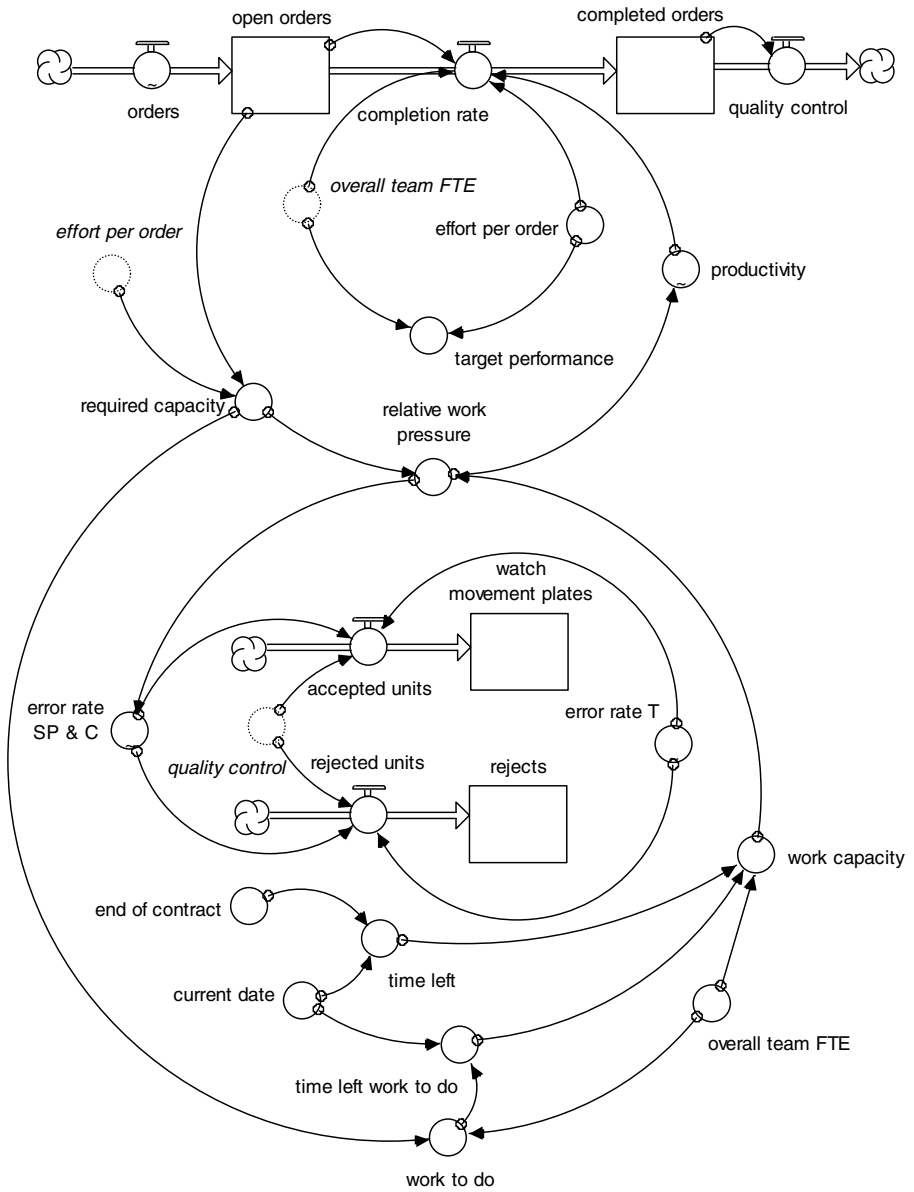 open orders
completed orders
orders
completion rate
quality control
overall team FTE
effort per order
effort per order
productivity
target performance
required capacity
relative work
pressure
watch
movement plates
accepted units
error rate
SP & C
error rate T
quality control
rejected units
rejects
work capacity
end of contract
time left
current date
overall team FTE
time left work to do
work to do